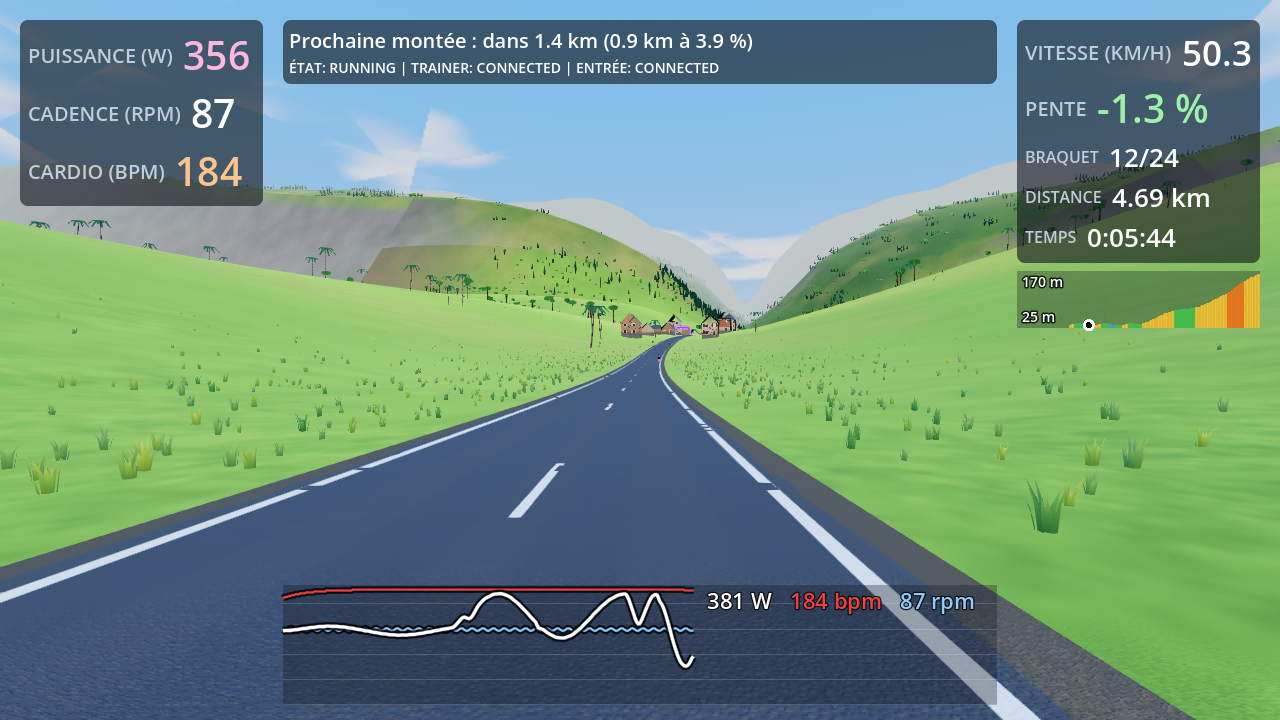 PUISSANCE (W) 356
CADENCE (RPM) 87
CARDIO (BPM) 184
Prochaine montée : dans 1.4 km (0.9 km à 3.9 %)
ÉTAT: RUNNING | TRAINER: CONNECTED | ENTRÉE: CONNECTED
VITESSE (KM/H) 50.3
PENTE -1.3 %
BRAQUET 12/24
DISTANCE 4.69 km
TEMPS 0:05:44
170 m
25 m
381 W 184 bpm 87 rpm